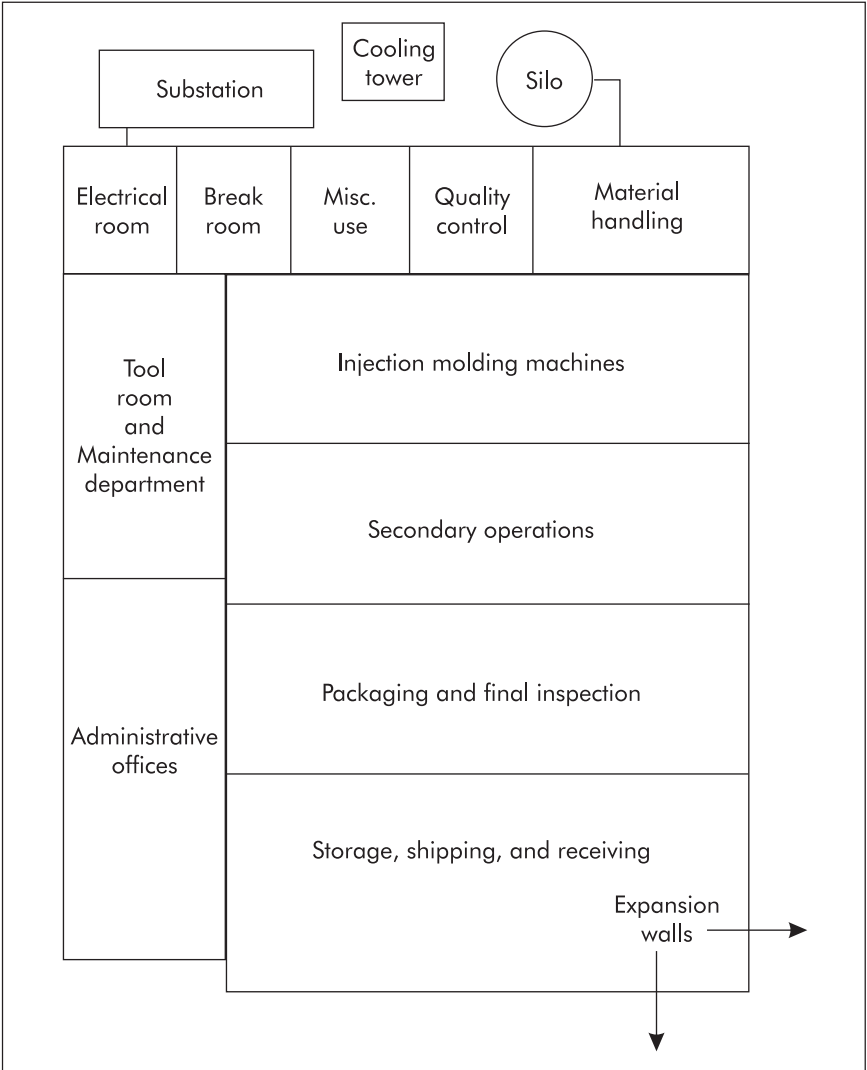 Cooling
tower
Substation
Silo
Electrical
room
Break
room
Misc.
use
Quality
control
Material
handling
Injection molding machines
Tool
room
and
Maintenance
department
Secondary operations
Packaging and final inspection
Administrative
offices
Storage, shipping, and receiving
Expansion
walls